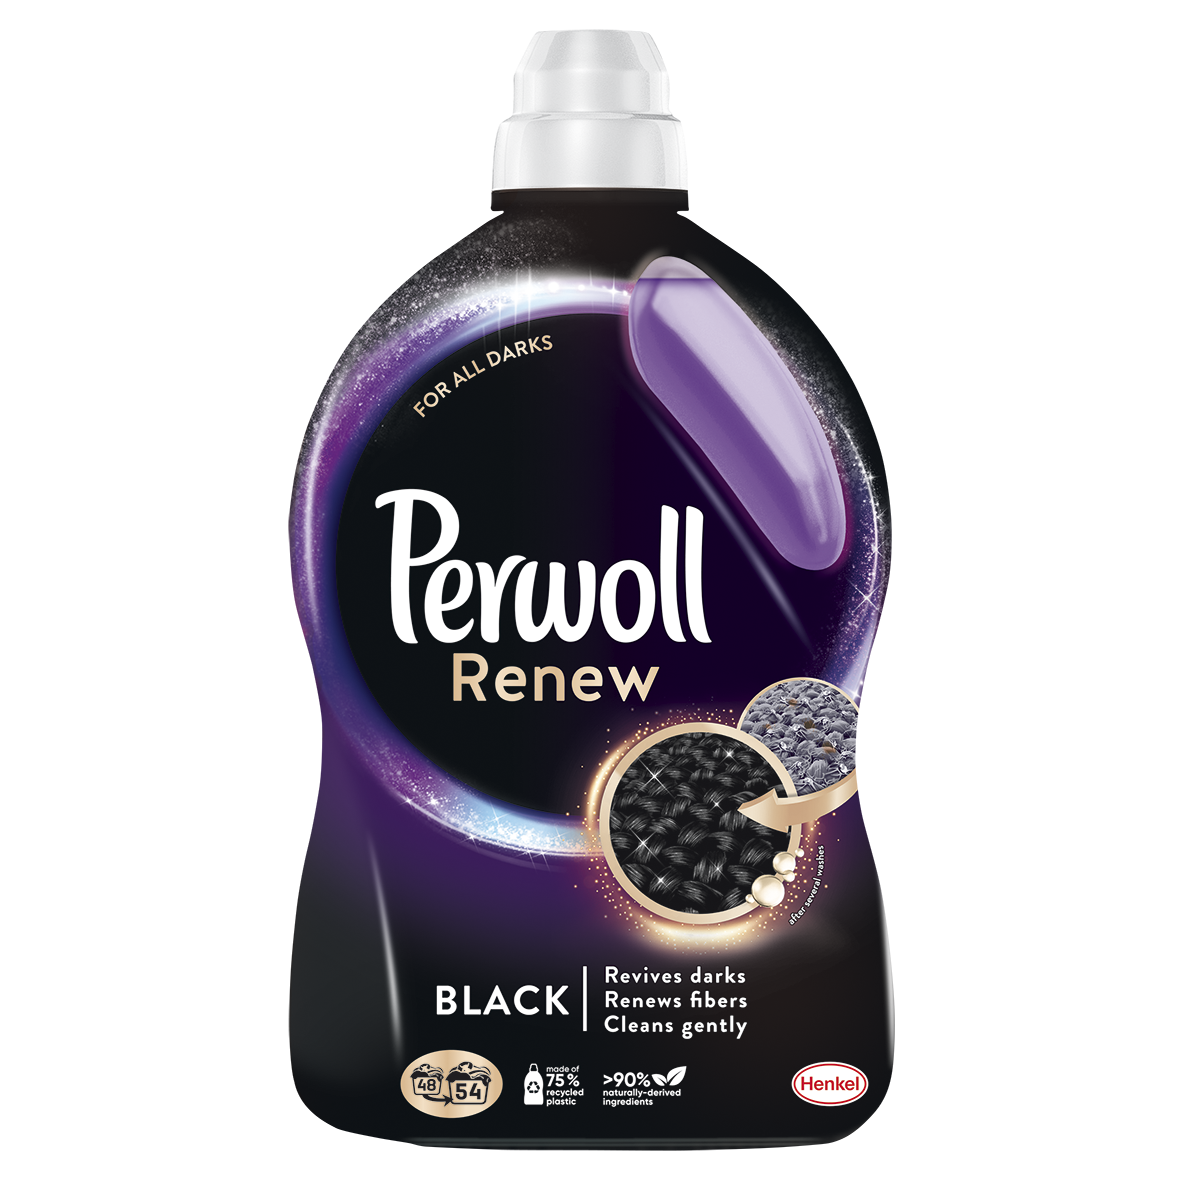 FOR ALL DARKS
Perwoll
Renew
after several washes
BLACK
Revives darks
Renews fibers
Cleans gently
48
54
made of
75%
recycled
plastic
>90%
naturally-derived
ingredients
Henkel